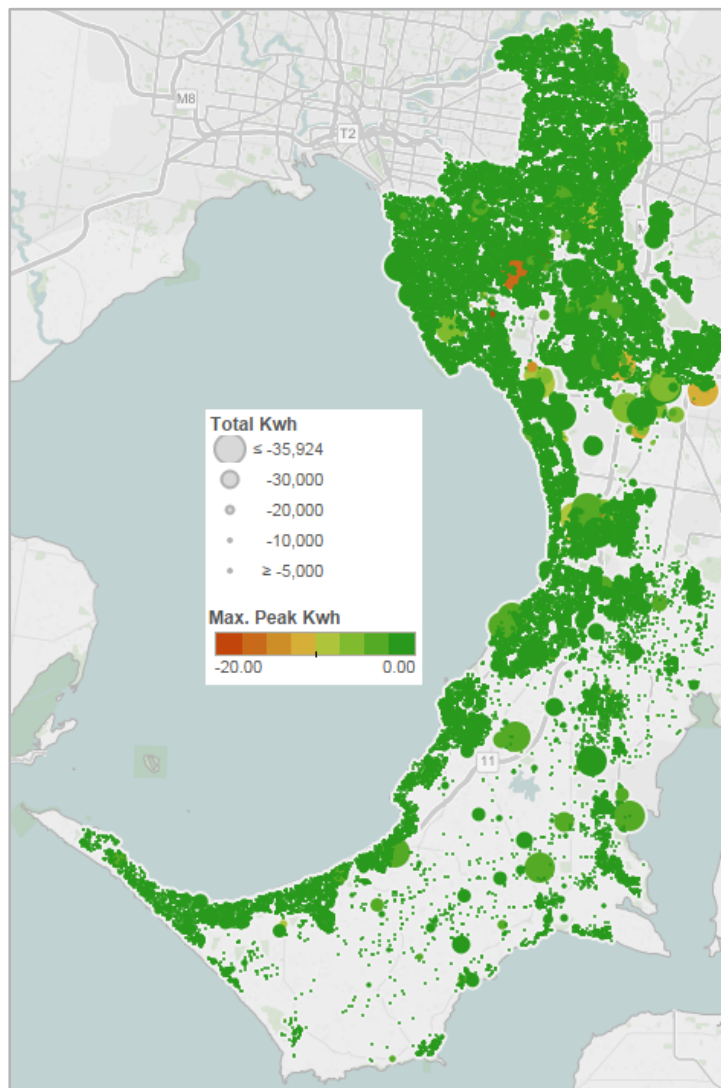 M8
T2
M
Total Kwh
≤ -35,924
-30,000
-20,000
-10,000
≥ -5,000
Max. Peak Kwh
-20.00 0.00
11